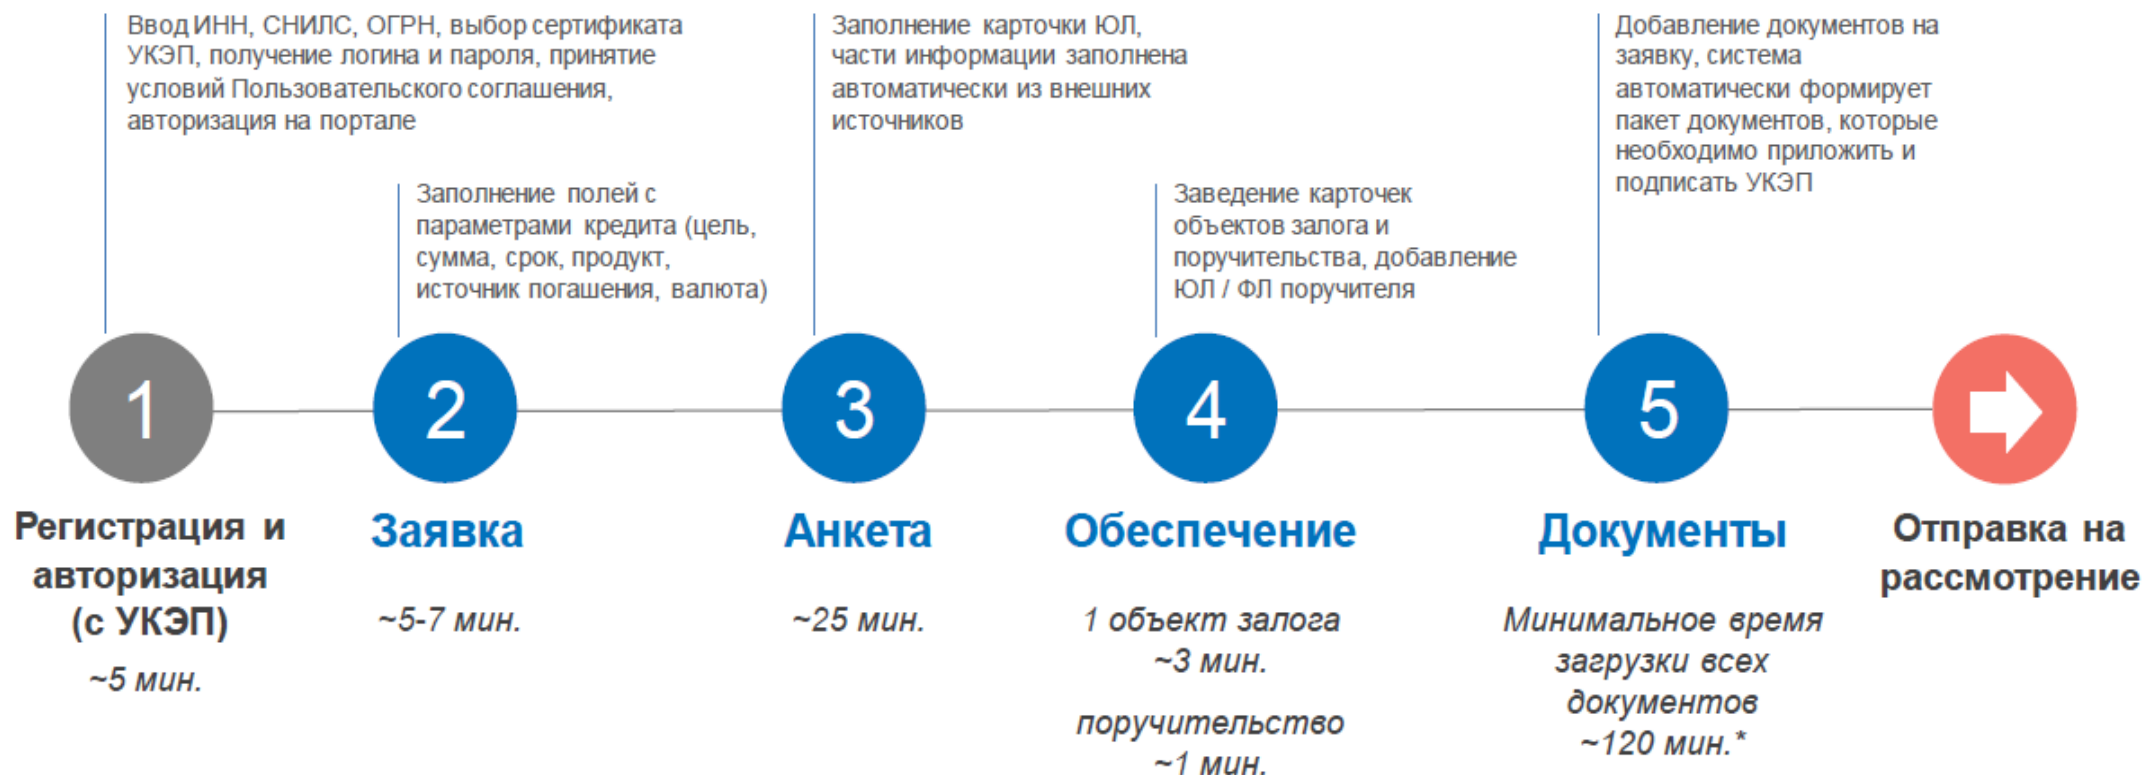 Ввод ИНН, СНИЛС, ОГРН, выбор сертификата
УКЭП, получение логина и пароля, принятие
условий Пользовательского соглашения,
авторизация на портале
Заполнение полей с
параметрами кредита (цель,
сумма, срок, продукт,
источник погашения, валюта)
Заполнение карточки ЮЛ,
части информации заполнена
автоматически из внешних
источников
Заведение карточек
объектов залога и
поручительства, добавление
ЮЛ / ФЛ поручителя
Добавление документов на
заявку, система
автоматически формирует
пакет документов, которые
необходимо приложить и
подписать УКЭП
1
2
3
4
5
Регистрация и
авторизация
(с УКЭП)
~5 мин.
Заявка
~5-7 мин.
Анкета
~25 мин.
Обеспечение
1 объект залога
~3 мин.
поручительство
~1 мин.
Документы
Минимальное время
загрузки всех
документов
~120 мин.*
Отправка на
рассмотрение